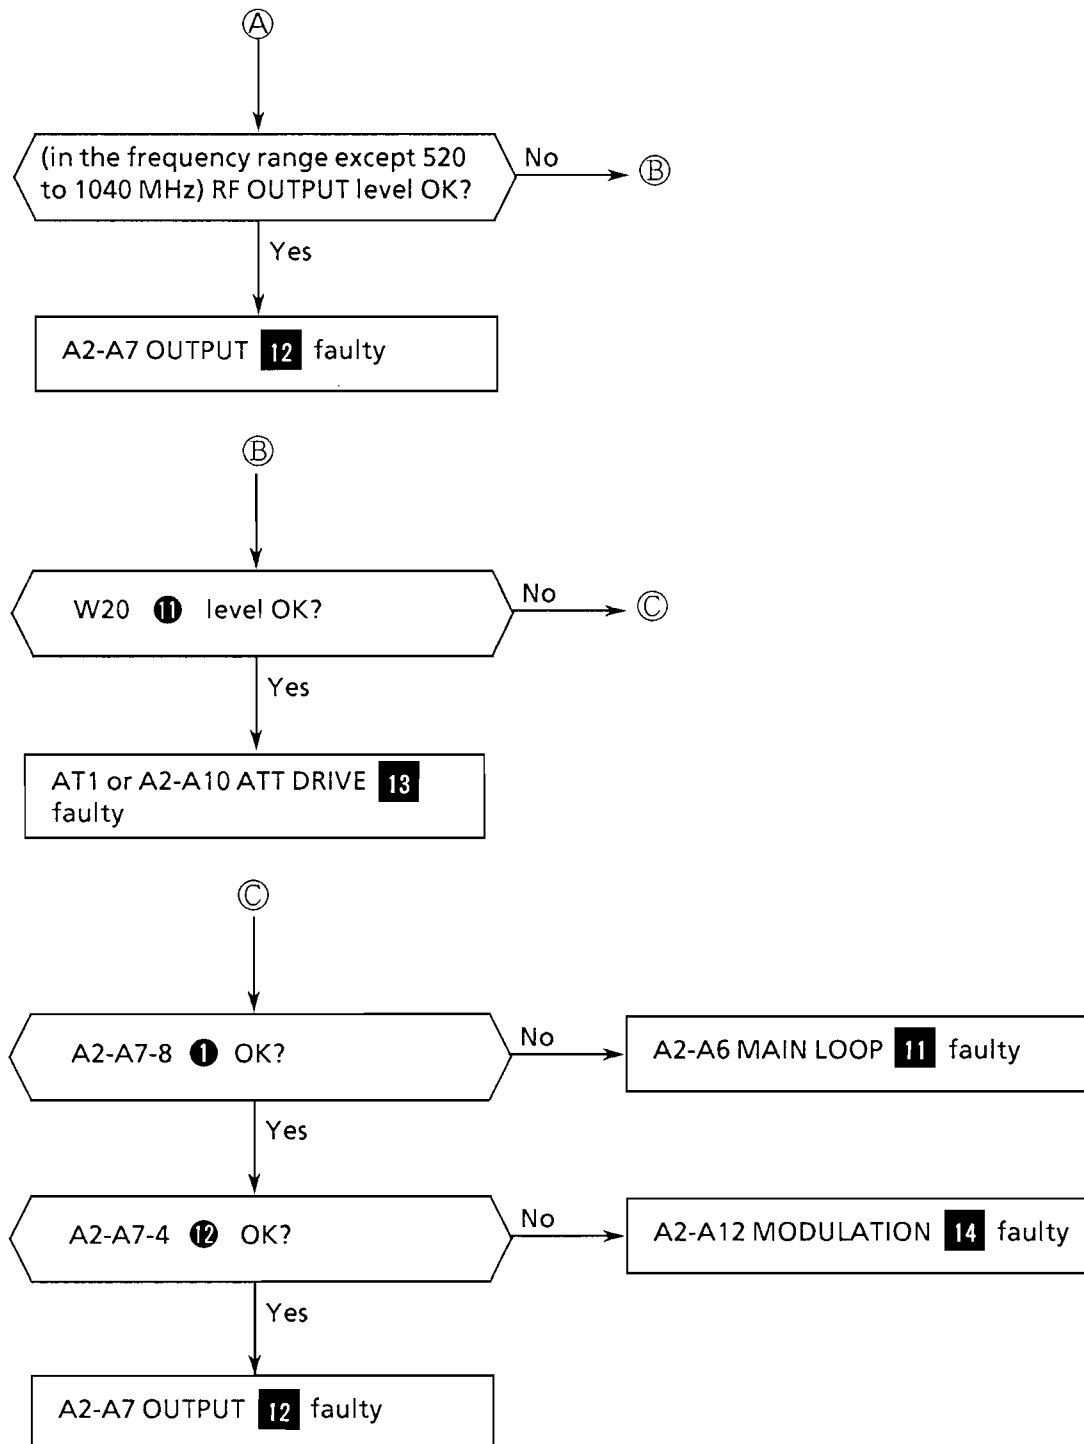 A
(in the frequency range except 520
to 1040 MHz) RF OUTPUT level OK?
No
B
Yes
A2-A7 OUTPUT 12 faulty
B
W20 11 level OK?
No
C
Yes
AT1 or A2-A10 ATT DRIVE 13
faulty
C
A2-A7-8 1 OK?
No
A2-A6 MAIN LOOP 11 faulty
Yes
A2-A7-4 12 OK?
No
A2-A12 MODULATION 14 faulty
Yes
A2-A7 OUTPUT 12 faulty